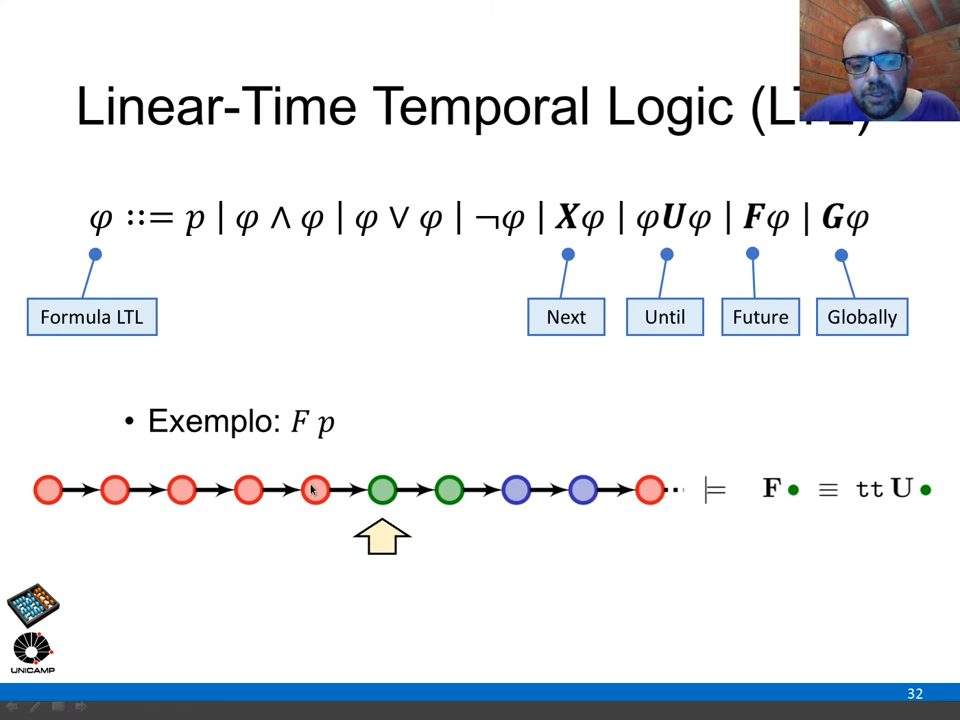 Linear-Time Temporal Logic (LTL)
φ ::= p | φ ∧ φ | φ ∨ φ | ¬φ | Xφ | φUφ | Fφ | Gφ
Formula LTL
Next
Until
Future
Globally
• Exemplo: F p
⊨ F● ≡ tt U●
UNICAMP
32